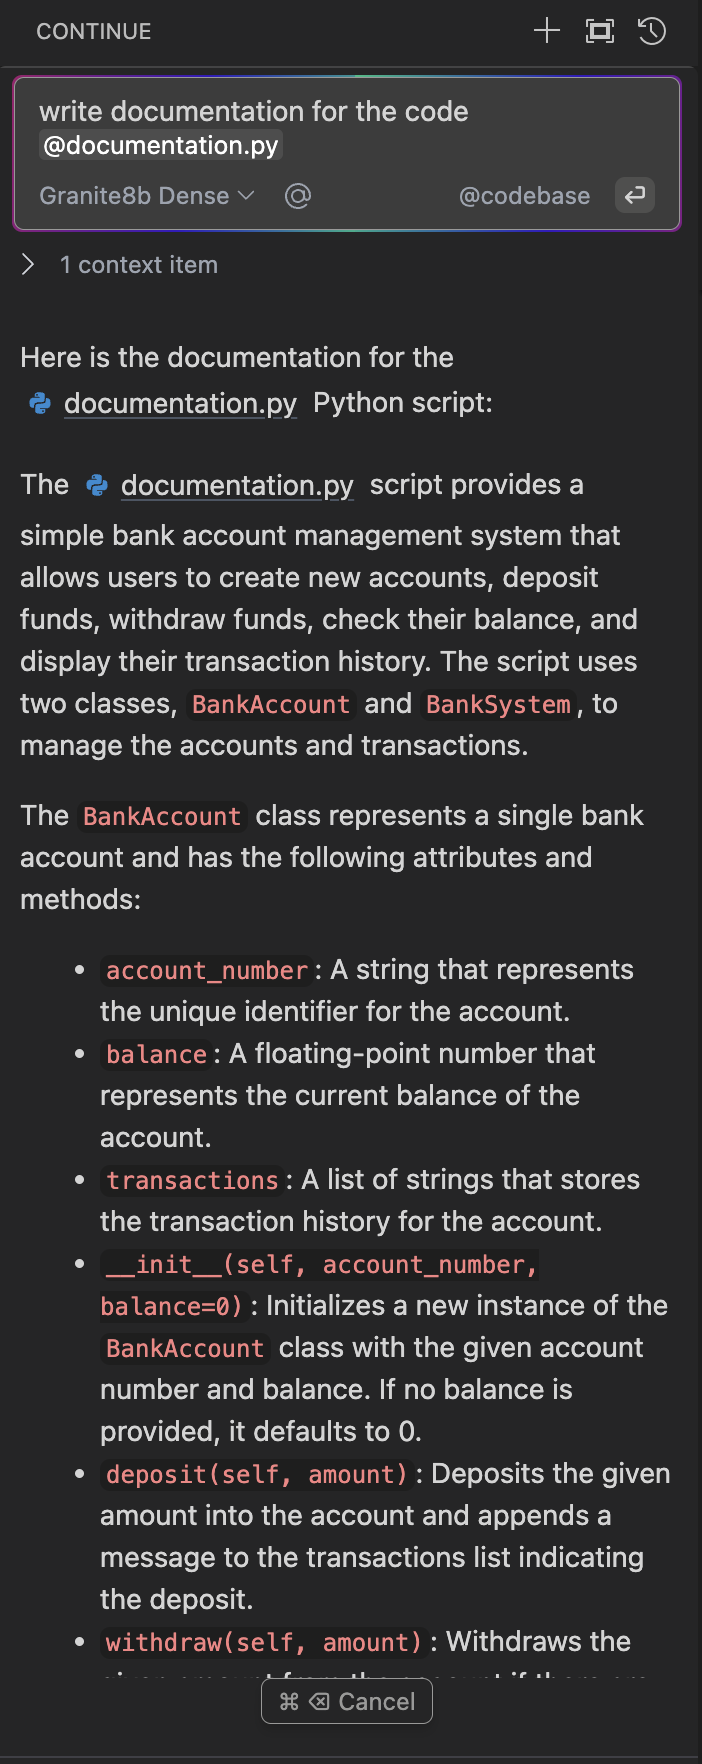 CONTINUE
write documentation for the code
@documentation.py
Granite8b Dense @codebase
1 context item
Here is the documentation for the
documentation.py Python script:
The documentation.py script provides a
simple bank account management system that
allows users to create new accounts, deposit
funds, withdraw funds, check their balance, and
display their transaction history. The script uses
two classes, BankAccount and BankSystem, to
manage the accounts and transactions.
The BankAccount class represents a single bank
account and has the following attributes and
methods:
• account_number: A string that represents
the unique identifier for the account.
• balance: A floating-point number that
represents the current balance of the
account.
• transactions: A list of strings that stores
the transaction history for the account.
• __init__(self, account_number,
balance=0): Initializes a new instance of the
BankAccount class with the given account
number and balance. If no balance is
provided, it defaults to 0.
• deposit(self, amount): Deposits the given
amount into the account and appends a
message to the transactions list indicating
the deposit.
• withdraw(self, amount): Withdraws the
⌘ ⌫ Cancel